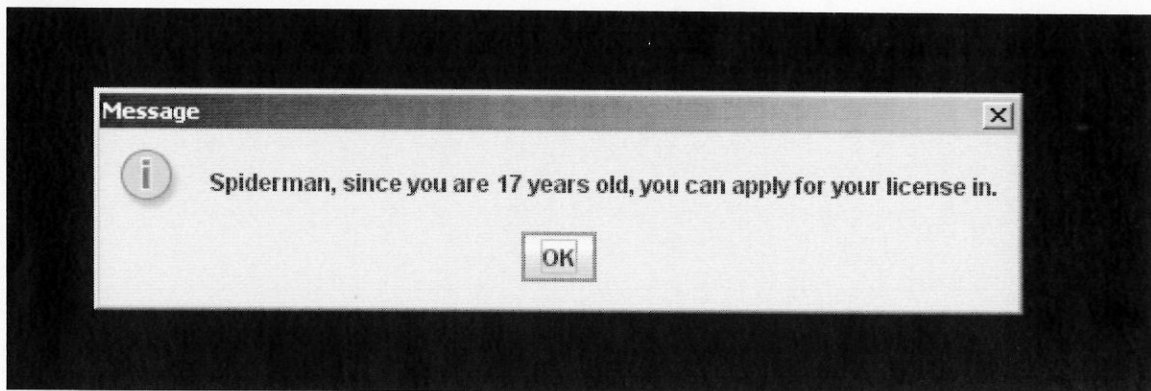 Message
Spiderman, since you are 17 years old, you can apply for your license in.
OK